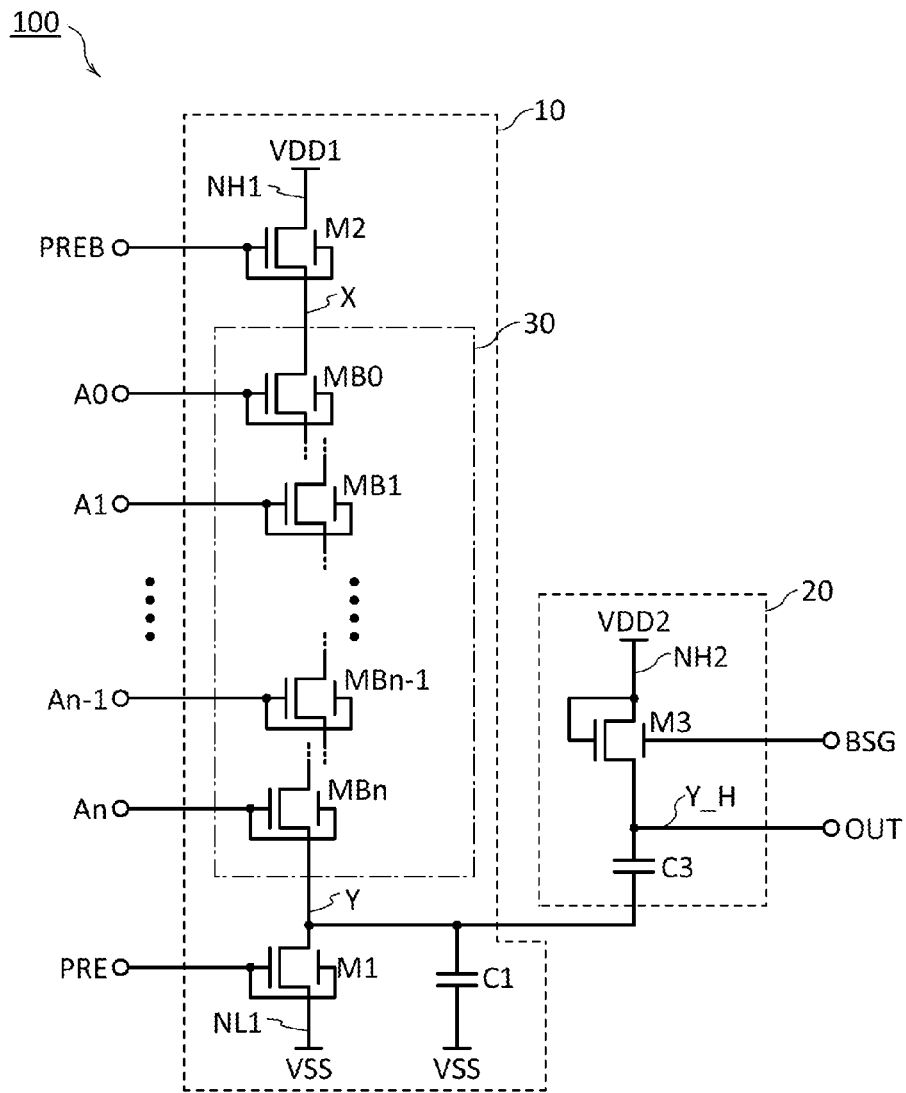 100
10
VDD1
NH1
M2
PREB
X
30
MB0
A0
MB1
A1
20
VDD2
NH2
MBn-1
An-1
M3
BSG
MBn
An
Y_H
OUT
C3
Y
PRE
M1
C1
NL1
VSS
VSS